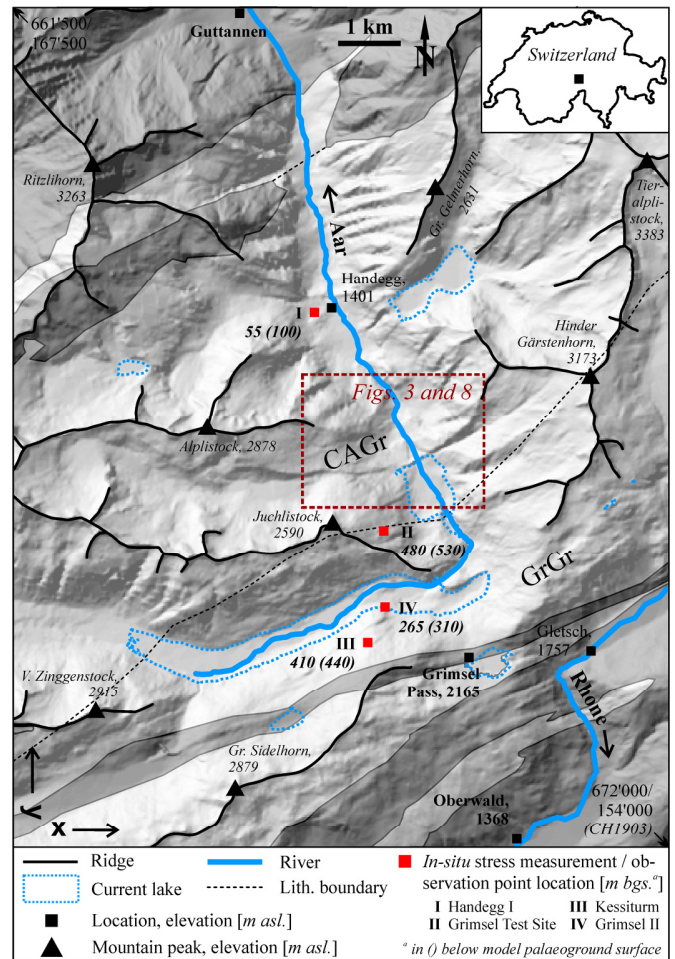 661'500/
167'500
Guttannen
1 km
N
Switzerland
Ritzlihorn,
3263
Aar
Gr. Gelmerhorn,
2631
Tier-
alpli-
stock,
3383
Handegg,
1401
I
55 (100)
Hinder
Gärstenhorn,
3173
Figs. 3 and 8
CAGr
Alplistock, 2878
Juchlistock,
2590
II
480 (530)
GrGr
IV
265 (310)
III
410 (440)
Gletsch,
1757
Grimsel
Pass, 2165
V. Zinggenstock,
2915
Rhone
Gr. Sidelhorn,
2879
Oberwald,
1368
672'000/
154'000
(CH1903)
y
x
Ridge
River
In-situ stress measurement / ob-
servation point location [m bgs.ª]
Current lake
Lith. boundary
I Handegg I
III Kessiturm
Location, elevation [m asl.]
II Grimsel Test Site
IV Grimsel II
Mountain peak, elevation [m asl.]
ª in () below model palaeoground surface